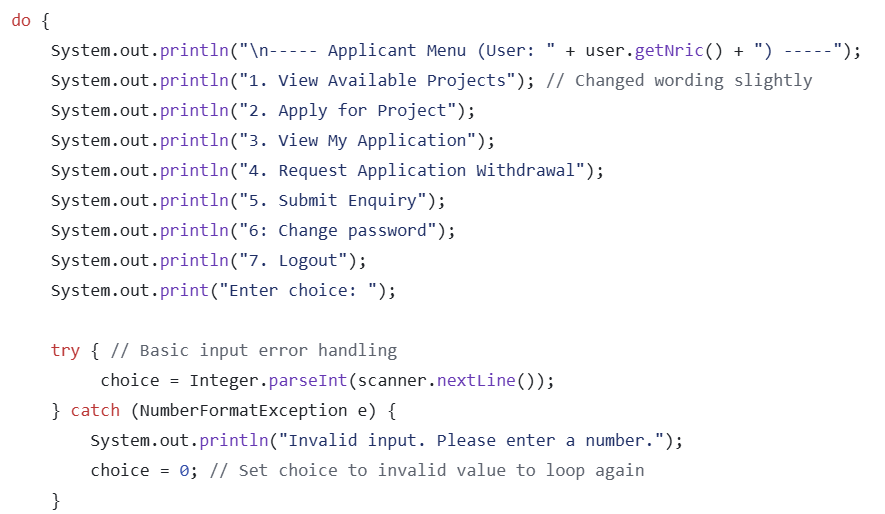 do {
    System.out.println("\n----- Applicant Menu (User: " + user.getNric() + ") -----");
    System.out.println("1. View Available Projects"); // Changed wording slightly
    System.out.println("2. Apply for Project");
    System.out.println("3. View My Application");
    System.out.println("4. Request Application Withdrawal");
    System.out.println("5. Submit Enquiry");
    System.out.println("6: Change password");
    System.out.println("7. Logout");
    System.out.print("Enter choice: ");

    try { // Basic input error handling
         choice = Integer.parseInt(scanner.nextLine());
    } catch (NumberFormatException e) {
        System.out.println("Invalid input. Please enter a number.");
        choice = 0; // Set choice to invalid value to loop again
    }